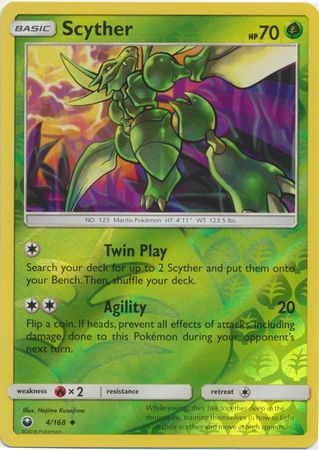 BASIC
Scyther
HP 70
NO. 123 Mantis Pokémon HT: 4'11" WT: 123.5 lbs.
Twin Play
Search your deck for up to 2 Scyther and put them onto
your Bench. Then, shuffle your deck.
Agility 20
Flip a coin. If heads, prevent all effects of attacks, including
damage done to this Pokémon during your opponent's
next turn.
weakness ×2 resistance retreat
Illus. Hajime Kusajima
4/168
©2018 Pokémon
While young, they live together deep in the
mountains, training themselves in how to fight
with their scythes and move at high speeds.